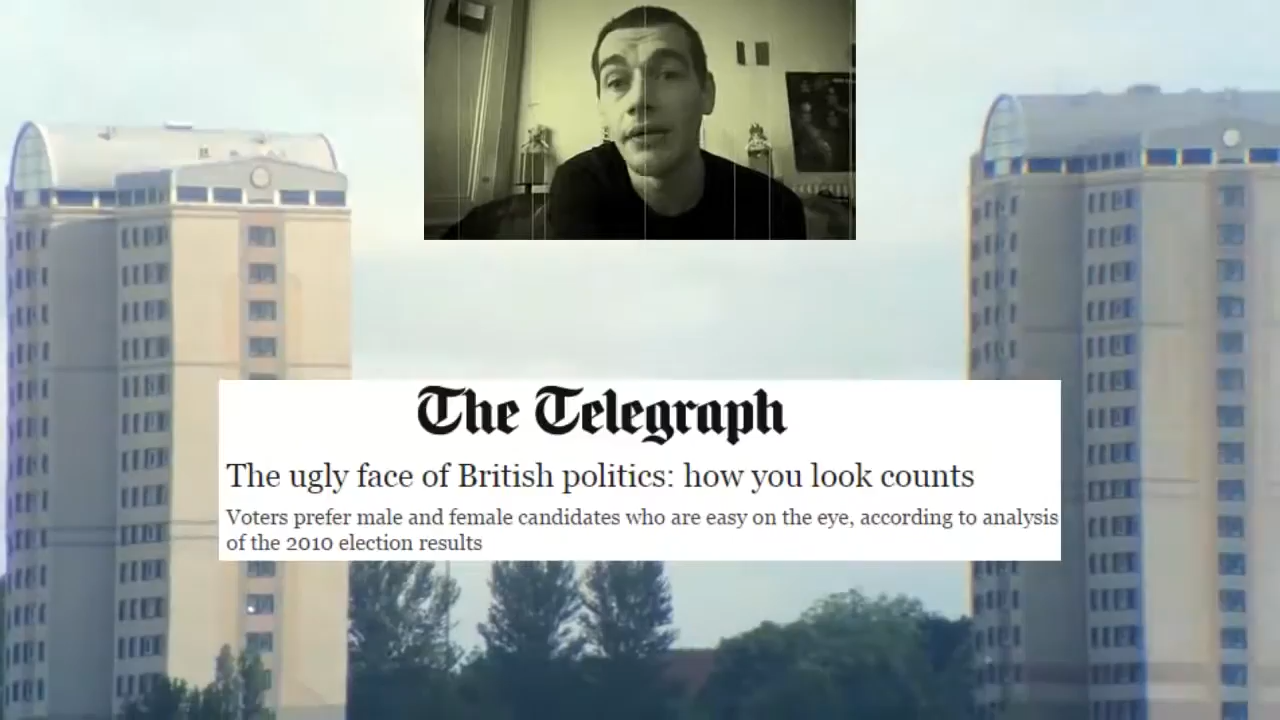 The Telegraph
The ugly face of British politics: how you look counts
Voters prefer male and female candidates who are easy on the eye, according to analysis
of the 2010 election results